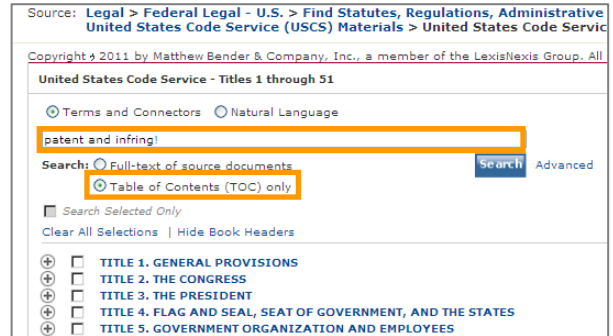 Source: Legal > Federal Legal - U.S. > Find Statutes, Regulations, Administrative
United States Code Service (USCS) Materials > United States Code Servic
Copyright 2011 by Matthew Bender & Company, Inc., a member of the LexisNexis Group. All
United States Code Service - Titles 1 through 51
Terms and Connectors Natural Language
patent and infring!
Search: Full-text of source documents Search Advanced
Table of Contents (TOC) only
Search Selected Only
Clear All Selections | Hide Book Headers
TITLE 1. GENERAL PROVISIONS
TITLE 2. THE CONGRESS
TITLE 3. THE PRESIDENT
TITLE 4. FLAG AND SEAL, SEAT OF GOVERNMENT, AND THE STATES
TITLE 5. GOVERNMENT ORGANIZATION AND EMPLOYEES